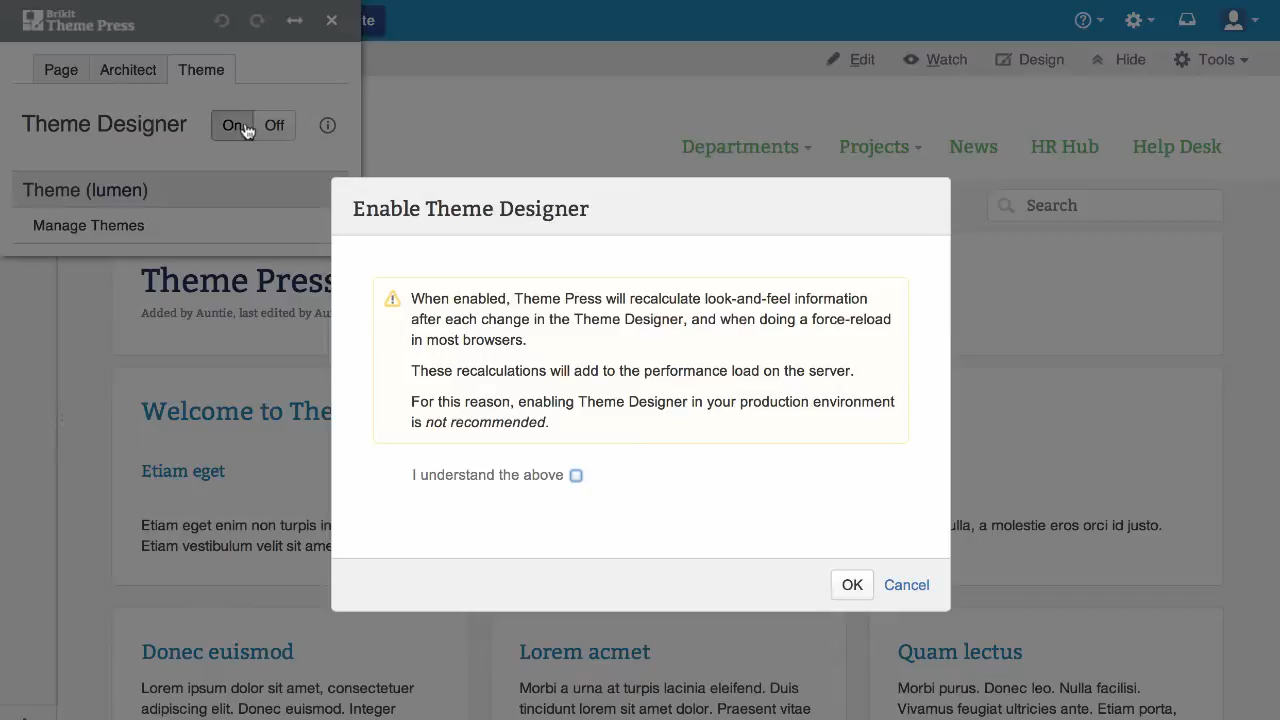 Brikit
Theme Press
te
Page
Architect
Theme
Edit
Watch
Design
Hide
Tools
Theme Designer
On
Off
Departments
Projects
News
HR Hub
Help Desk
Theme (lumen)
Manage Themes
Search
Enable Theme Designer
Theme Press
Added by Auntie, last edited by Au
When enabled, Theme Press will recalculate look-and-feel information
after each change in the Theme Designer, and when doing a force-reload
in most browsers.
These recalculations will add to the performance load on the server.
For this reason, enabling Theme Designer in your production environment
is not recommended.
Welcome to The
Etiam eget
I understand the above
Etiam eget enim non turpis in
ulla, a molestie eros orci id justo.
Etiam vestibulum velit sit ame
OK
Cancel
Donec euismod
Lorem acmet
Quam lectus
Lorem ipsum dolor sit amet, consectetuer
Morbi a urna at turpis lacinia eleifend. Duis
Morbi purus. Donec leo. Nulla facilisi.
adipiscing elit. Donec euismod. Integer
tincidunt lorem sit amet dolor. Praesent vitae
Vivamus feugiat ultricies ante. Etiam porta,